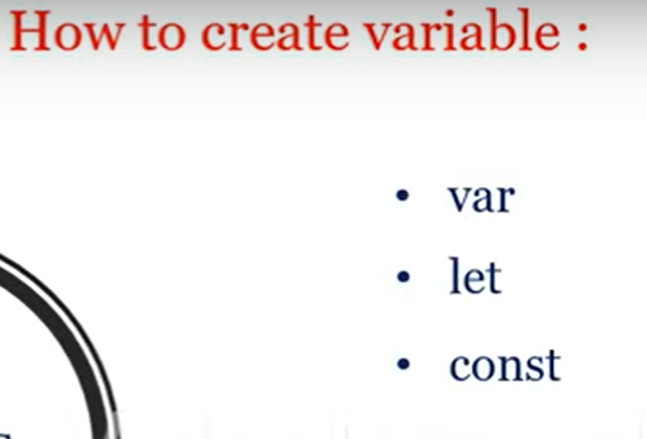 How to create variable :
• var
• let
• const